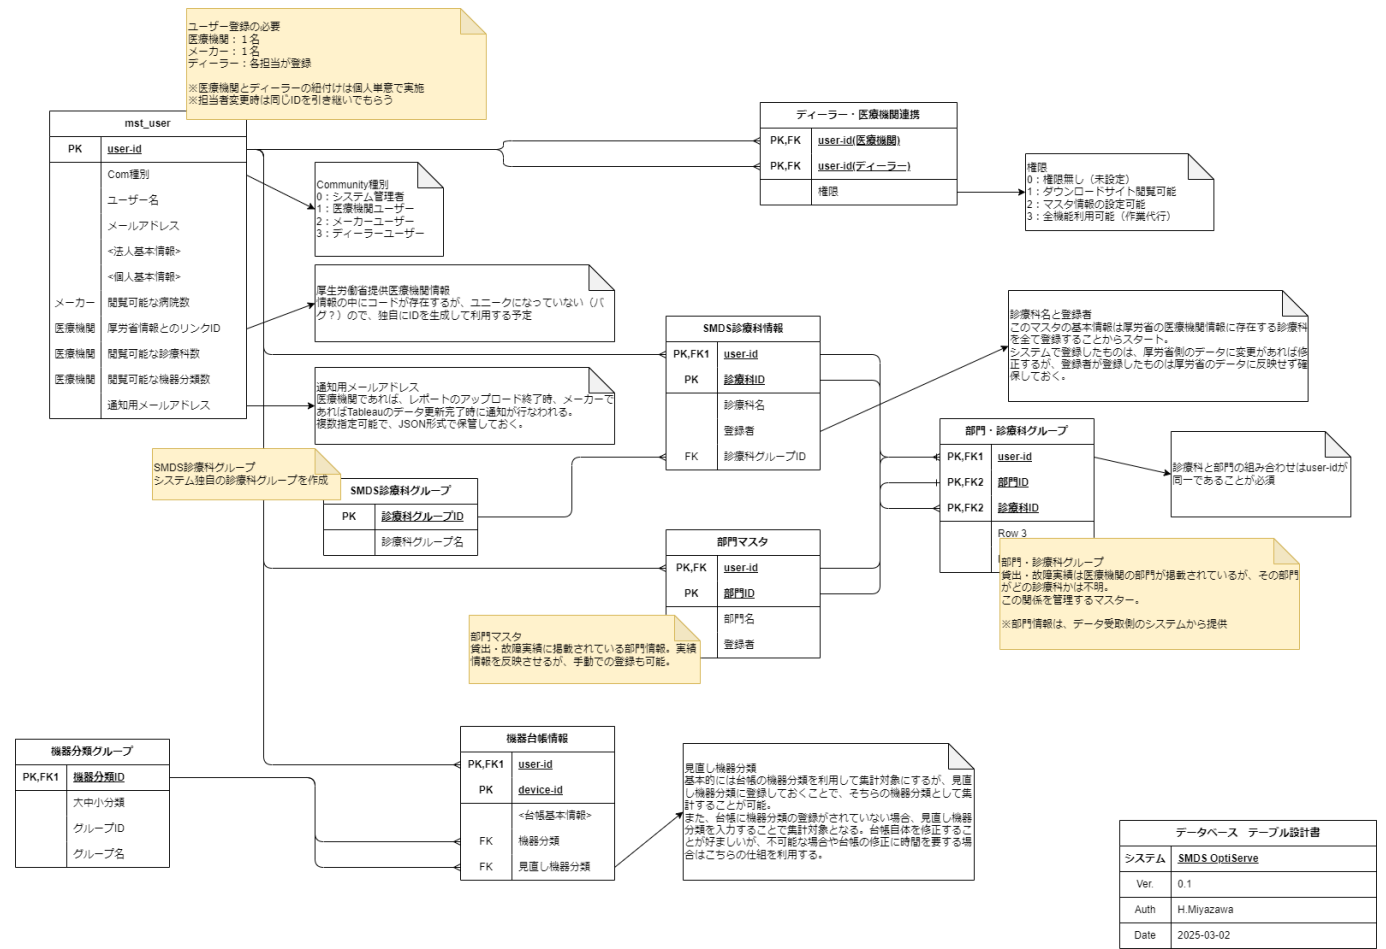 ユーザー登録の必要
医療機関：１名
メーカー：１名
ディーラー：各担当が登録
※医療機関とディーラーの紐付けは個人単意で実施
※担当者変更時は同じIDを引き継いでもらう
mst_user
PK user-id
Com種別
ユーザー名
メールアドレス
<法人基本情報>
<個人基本情報>
メーカー 閲覧可能な病院数
医療機関 厚労省情報とのリンクID
医療機関 閲覧可能な診療科数
医療機関 閲覧可能な機器分類数
通知用メールアドレス
Community種別
0：システム管理者
1：医療機関ユーザー
2：メーカーユーザー
3：ディーラーユーザー
厚生労働省提供医療機関情報
情報の中にコードが存在するが、ユニークになっていない（バ
グ？）ので、独自にIDを生成して利用する予定
通知用メールアドレス
医療機関であれば、レポートのアップロード終了時、メーカーで
あればTableauのデータ更新完了時に通知が行なわれる。
複数指定可能で、JSON形式で保管しておく。
ディーラー・医療機関連携
PK,FK user-id(医療機関)
PK,FK user-id(ディーラー)
権限
権限
0：権限無し（未設定）
1：ダウンロードサイト閲覧可能
2：マスタ情報の設定可能
3：全機能利用可能（作業代行）
SMDS診療科情報
PK,FK1 user-id
PK 診療科ID
診療科名
登録者
FK 診療科グループID
診療科名と登録者
このマスタの基本情報は厚労省の医療機関情報に存在する診療科
を全て登録することからスタート。
システムで登録したものは、厚労省側のデータに変更があれば修
正するが、登録者が登録したものは厚労省のデータに反映せず確
保しておく。
SMDS診療科グループ
システム独自の診療科グループを作成
SMDS診療科グループ
PK 診療科グループID
診療科グループ名
部門・診療科グループ
PK,FK1 user-id
PK,FK2 部門ID
PK,FK2 診療科ID
Row 3
診療科と部門の組み合わせはuser-idが
同一であることが必須
部門・診療科グループ
貸出・故障実績は医療機関の部門が掲載されているが、その部門
がどの診療科かは不明。
この関係を管理するマスター。
※部門情報は、データ受取側のシステムから提供
部門マスタ
PK,FK user-id
PK 部門ID
部門名
登録者
部門マスタ
貸出・故障実績に掲載されている部門情報。実績
情報を反映させるが、手動での登録も可能。
機器分類グループ
PK,FK1 機器分類ID
大中小分類
グループID
グループ名
機器台帳情報
PK,FK1 user-id
PK device-id
<台帳基本情報>
FK 機器分類
FK 見直し機器分類
見直し機器分類
基本的には台帳の機器分類を利用して集計対象にするが、見直
し機器分類に登録しておくことで、そちらの機器分類として集
計することが可能。
また、台帳に機器分類の登録がされていない場合、見直し機器
分類を入力することで集計対象となる。台帳自体を修正するこ
とが好ましいが、不可能な場合や台帳の修正に時間を要する場
合はこちらの仕組を利用する。
データベース　テーブル設計書
システム SMDS OptiServe
Ver. 0.1
Auth H.Miyazawa
Date 2025-03-02